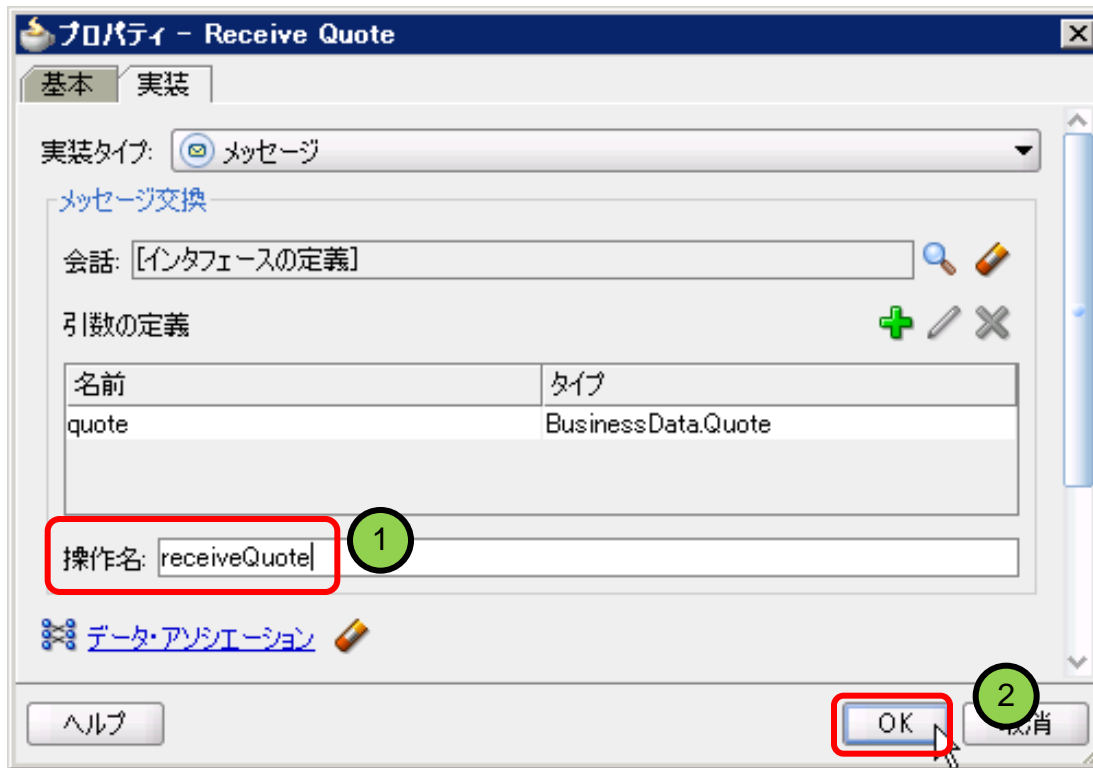 プロパティ - Receive Quote
基本 実装
実装タイプ: メッセージ
メッセージ交換
会話: [インタフェースの定義]
引数の定義
名前 タイプ
quote BusinessData.Quote
操作名: receiveQuote
1
データ・アソシエーション
2
ヘルプ OK 取消